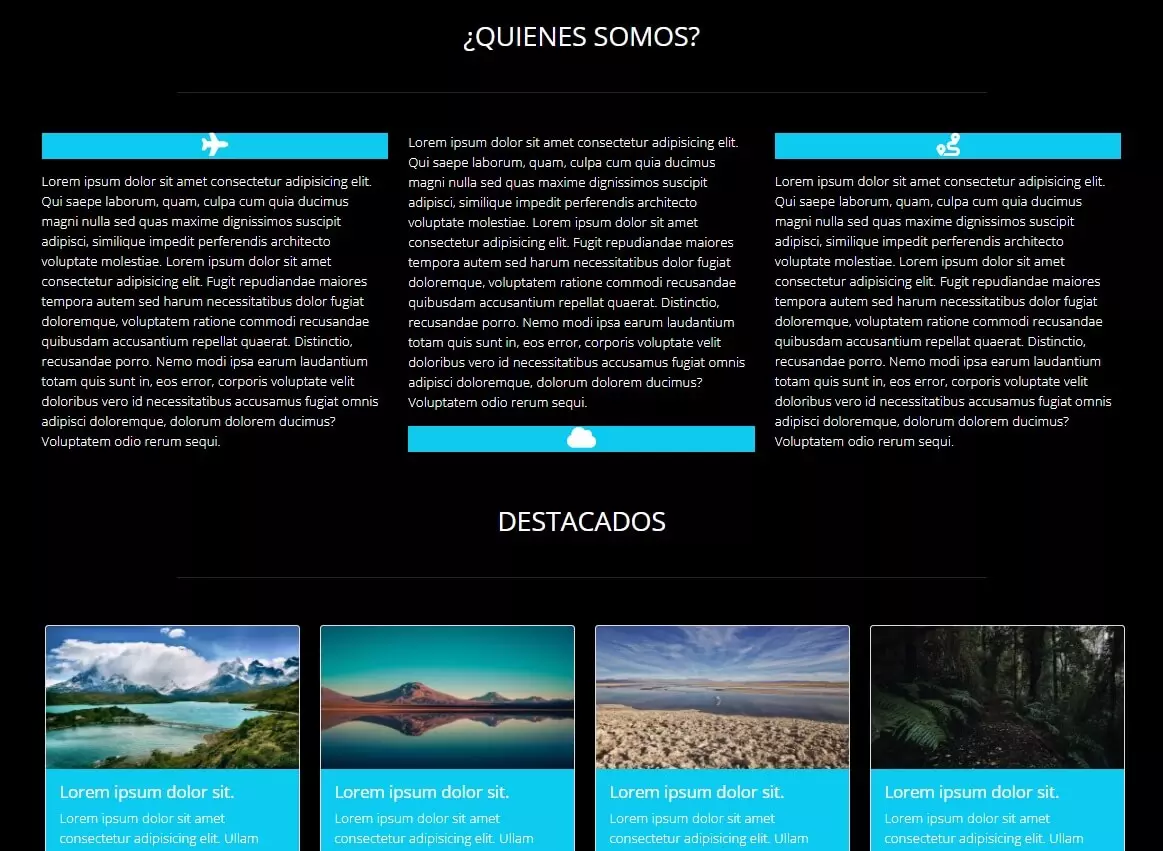 ¿QUIENES SOMOS?
Lorem ipsum dolor sit amet consectetur adipisicing elit.
Qui saepe laborum, quam, culpa cum quia ducimus
magni nulla sed quas maxime dignissimos suscipit
adipisci, similique impedit perferendis architecto
voluptate molestiae. Lorem ipsum dolor sit amet
consectetur adipisicing elit. Fugit repudiandae maiores
tempora autem sed harum necessitatibus dolor fugiat
doloremque, voluptatem ratione commodi recusandae
quibusdam accusantium repellat quaerat. Distinctio,
recusandae porro. Nemo modi ipsa earum laudantium
totam quis sunt in, eos error, corporis voluptate velit
doloribus vero id necessitatibus accusamus fugiat omnis
adipisci doloremque, dolorum dolorem ducimus?
Voluptatem odio rerum sequi.
Lorem ipsum dolor sit amet consectetur adipisicing elit.
Qui saepe laborum, quam, culpa cum quia ducimus
magni nulla sed quas maxime dignissimos suscipit
adipisci, similique impedit perferendis architecto
voluptate molestiae. Lorem ipsum dolor sit amet
consectetur adipisicing elit. Fugit repudiandae maiores
tempora autem sed harum necessitatibus dolor fugiat
doloremque, voluptatem ratione commodi recusandae
quibusdam accusantium repellat quaerat. Distinctio,
recusandae porro. Nemo modi ipsa earum laudantium
totam quis sunt in, eos error, corporis voluptate velit
doloribus vero id necessitatibus accusamus fugiat omnis
adipisci doloremque, dolorum dolorem ducimus?
Voluptatem odio rerum sequi.
Lorem ipsum dolor sit amet consectetur adipisicing elit.
Qui saepe laborum, quam, culpa cum quia ducimus
magni nulla sed quas maxime dignissimos suscipit
adipisci, similique impedit perferendis architecto
voluptate molestiae. Lorem ipsum dolor sit amet
consectetur adipisicing elit. Fugit repudiandae maiores
tempora autem sed harum necessitatibus dolor fugiat
doloremque, voluptatem ratione commodi recusandae
quibusdam accusantium repellat quaerat. Distinctio,
recusandae porro. Nemo modi ipsa earum laudantium
totam quis sunt in, eos error, corporis voluptate velit
doloribus vero id necessitatibus accusamus fugiat omnis
adipisci doloremque, dolorum dolorem ducimus?
Voluptatem odio rerum sequi.
DESTACADOS
Lorem ipsum dolor sit.
Lorem ipsum dolor sit amet
consectetur adipisicing elit. Ullam
Lorem ipsum dolor sit.
Lorem ipsum dolor sit amet
consectetur adipisicing elit. Ullam
Lorem ipsum dolor sit.
Lorem ipsum dolor sit amet
consectetur adipisicing elit. Ullam
Lorem ipsum dolor sit.
Lorem ipsum dolor sit amet
consectetur adipisicing elit. Ullam